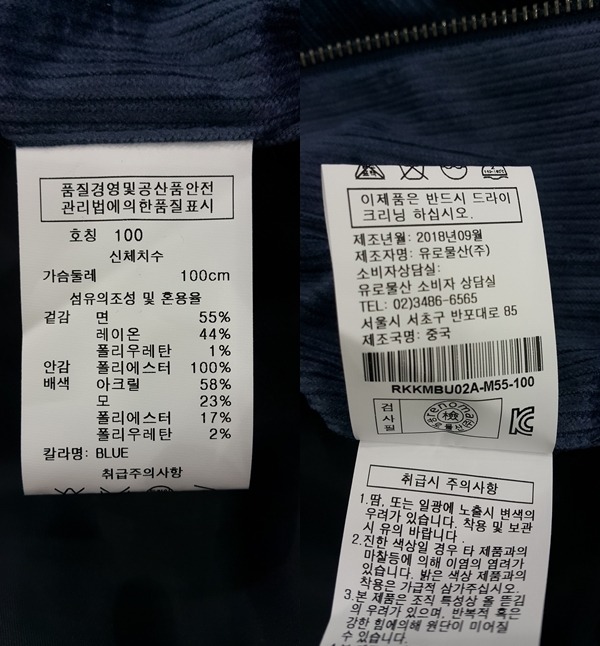 품질경영및공산품안전
관리법에의한품질표시
호칭 100
신체치수
가슴둘레 100cm
섬유의조성 및 혼용율
겉감 면 55%
레이온 44%
폴리우레탄 1%
안감 폴리에스터 100%
배색 아크릴 58%
모 23%
폴리에스터 17%
폴리우레탄 2%
칼라명: BLUE
취급주의사항
이제품은 반드시 드라이
크리닝 하십시오.
제조년월: 2018년09월
제조자명: 유로물산(주)
소비자상담실:
유로물산 소비자 상담실
TEL: 02)3486-6565
서울시 서초구 반포대로 85
제조국명: 중국
RKKMBU02A-M55-100
검사필
renoma
檢
유로물산
취급시 주의사항
1.땀, 또는 일광에 노출시 변색의
우려가 있습니다. 착용 및 보관
시 유의 바랍니다 .
2.진한 색상일 경우 타 제품과의
마찰등에 의해 이염의 염려가
있습니다. 밝은 색상 제품과의
착용은 가급적 삼가주십시오.
3.본 제품은 조직 특성상 올 뜯김
의 우려가 있으며, 반복적 혹은
강한 힘에의해 원단이 미어질
수 있습니다.